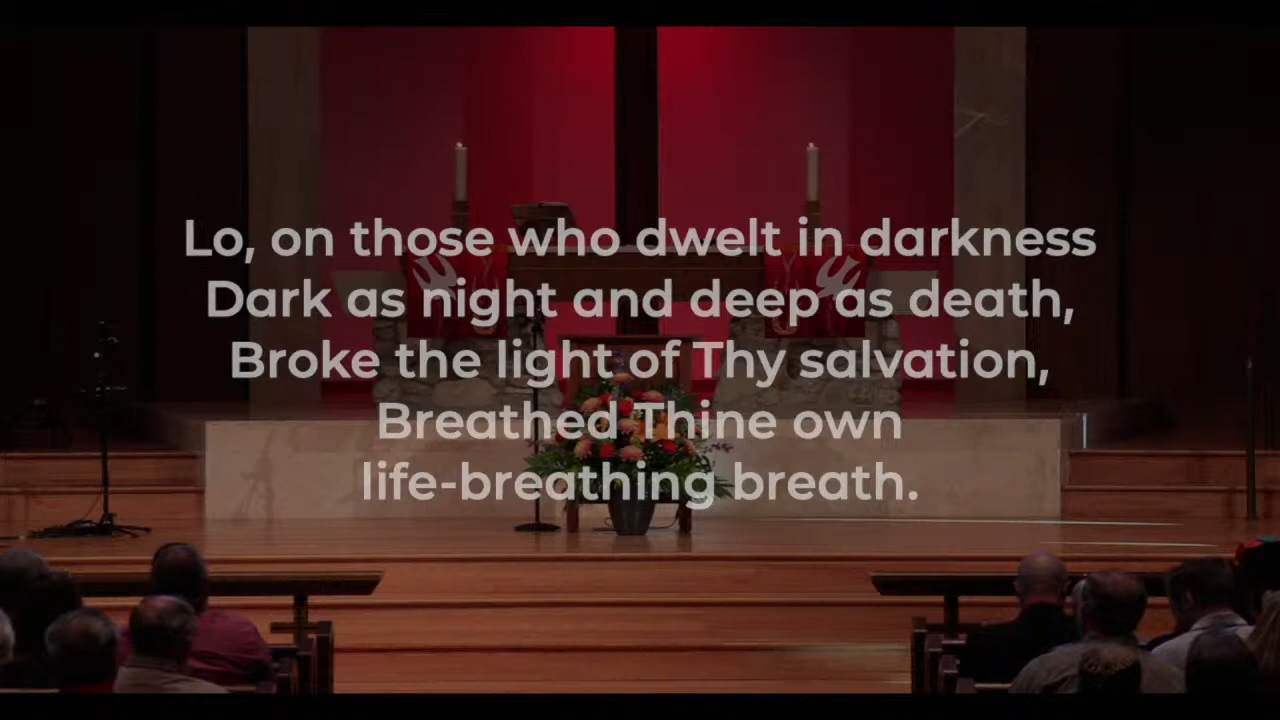 Lo, on those who dwelt in darkness
Dark as night and deep as death,
Broke the light of Thy salvation,
Breathed Thine own
life-breathing breath.